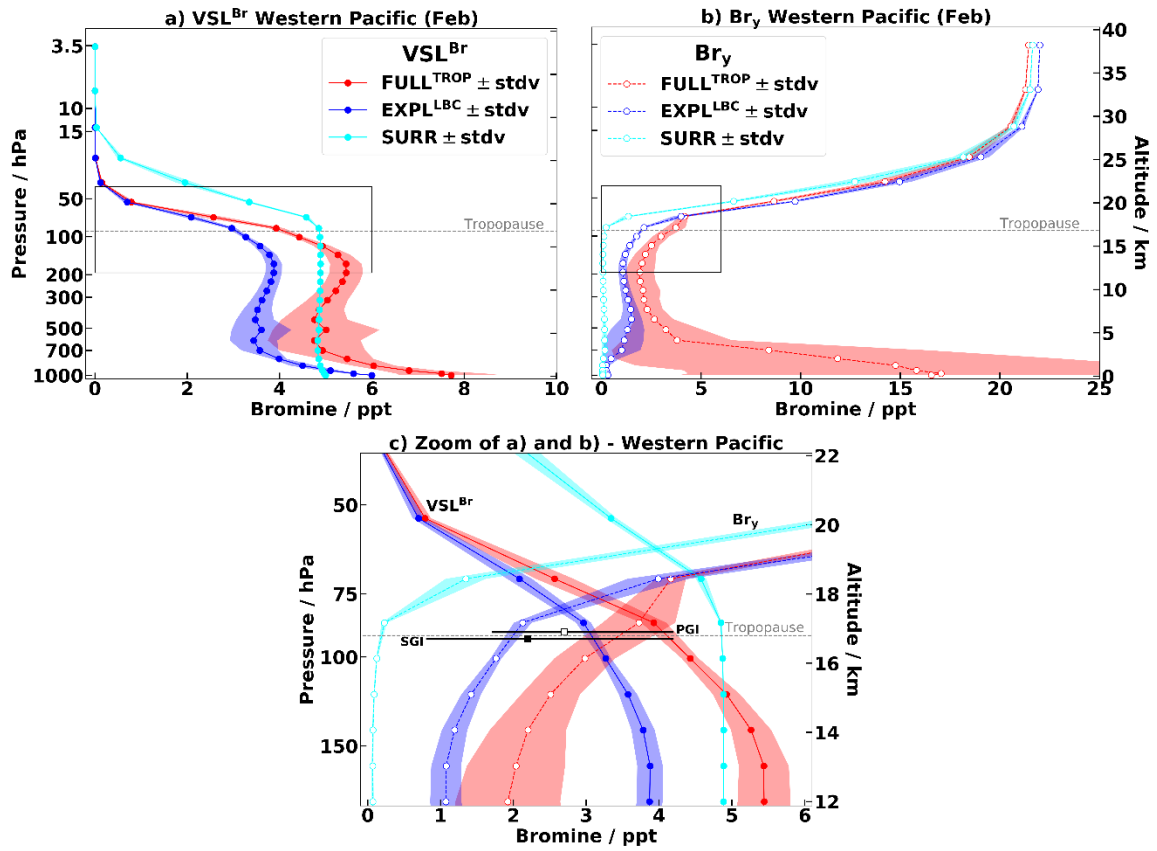 a) VSL^Br Western Pacific (Feb)
VSL^Br
FULL^TROP ± stdv
EXPL^LBC ± stdv
SURR ± stdv
3.5
10
15
50
100
200
300
500
700
1000
Pressure / hPa
Tropopause
0 2 4 6 8 10
Bromine / ppt
b) Br_y Western Pacific (Feb)
Br_y
FULL^TROP ± stdv
EXPL^LBC ± stdv
SURR ± stdv
Tropopause
40
35
30
25
20
15
10
5
0
Altitude / km
0 5 10 15 20 25
Bromine / ppt
c) Zoom of a) and b) - Western Pacific
VSL^Br
Br_y
50
75
100
150
Pressure / hPa
SGI
PGI
Tropopause
22
20
18
16
14
12
Altitude / km
0 1 2 3 4 5 6
Bromine / ppt